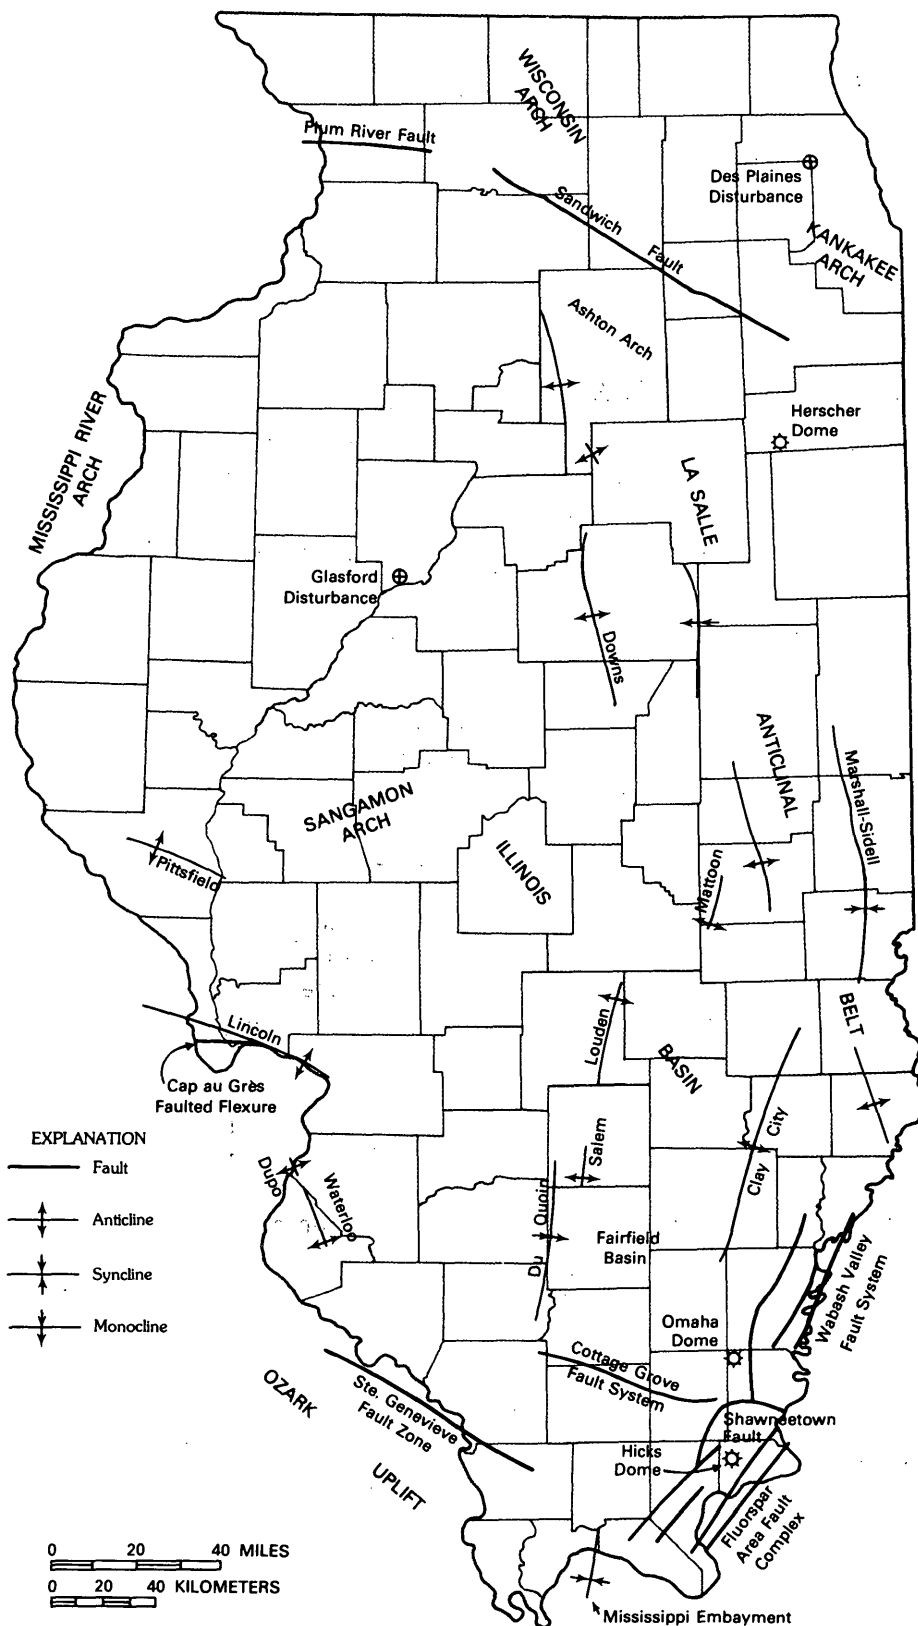 WISCONSIN
ARCH
Plum River Fault
Des Plaines
Disturbance
Sandwich
Fault
KANKAKEE
ARCH
Ashton Arch
MISSISSIPPI RIVER
ARCH
Herscher
Dome
LA SALLE
Glasford
Disturbance
Downs
ANTICLINAL
Marshall-Sidell
SANGAMON
ARCH
ILLINOIS
Pittsfield
Mattoon
BELT
Lincoln
Louden
BASIN
Cap au Grès
Faulted Flexure
EXPLANATION
Fault
Anticline
Syncline
Monocline
Dupo
Waterloo
Salem
Clay City
Du Quoin
Fairfield
Basin
Wabash Valley
Fault System
Omaha
Dome
Cottage Grove
Fault System
OZARK
UPLIFT
Ste. Genevieve
Fault Zone
Shawneetown
Fault
Hicks
Dome
Fluorspar
Area Fault
Complex
0 20 40 MILES
0 20 40 KILOMETERS
Mississippi Embayment